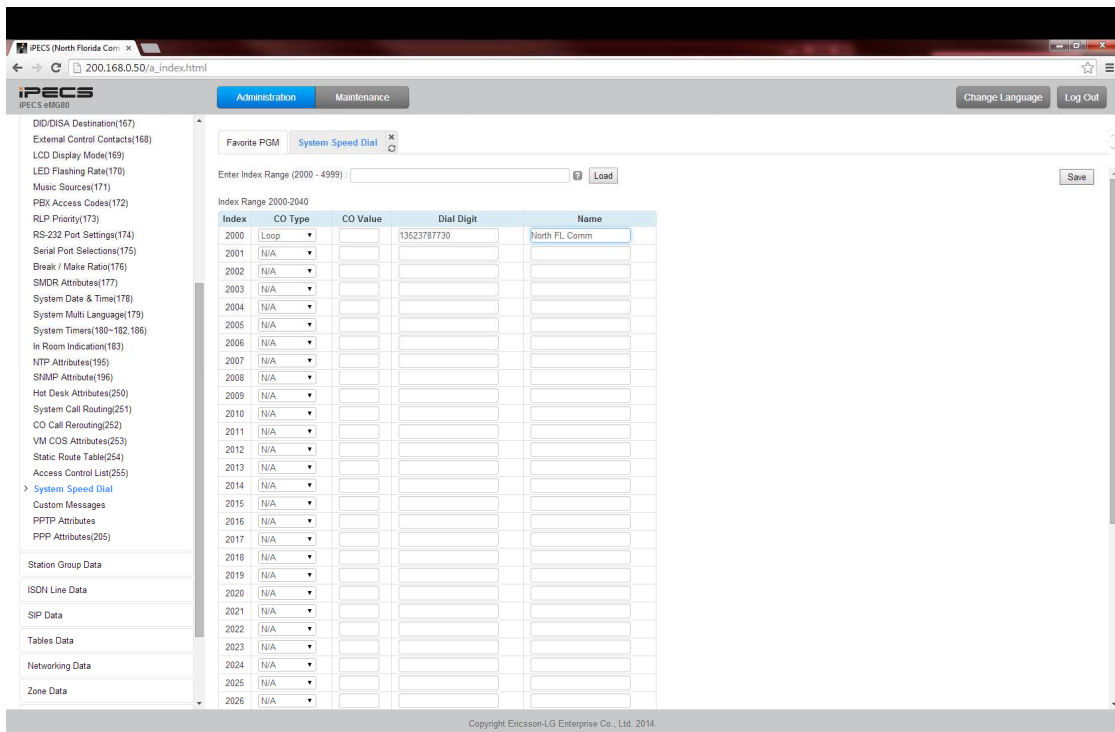 iPECS (North Florida Com
200.168.0.50/a_index.html
iPECS
iPECS eMG80
Administration
Maintenance
Change Language
Log Out
DID/DISA Destination(167)
External Control Contacts(168)
LCD Display Mode(169)
LED Flashing Rate(170)
Music Sources(171)
PBX Access Codes(172)
RLP Priority(173)
RS-232 Port Settings(174)
Serial Port Selections(175)
Break / Make Ratio(176)
SMDR Attributes(177)
System Date & Time(178)
System Multi Language(179)
System Timers(180~182,186)
In Room Indication(183)
NTP Attributes(195)
SNMP Attribute(196)
Hot Desk Attributes(250)
System Call Routing(251)
CO Call Rerouting(252)
VM COS Attributes(253)
Static Route Table(254)
Access Control List(255)
> System Speed Dial
Custom Messages
PPTP Attributes
PPP Attributes(205)
Station Group Data
ISDN Line Data
SIP Data
Tables Data
Networking Data
Zone Data
Favorite PGM
System Speed Dial
Enter Index Range (2000 - 4999) :
? Load
Save
Index Range 2000-2040
Index CO Type CO Value Dial Digit Name
2000 Loop 13523787730 North FL Comm
2001 N/A
2002 N/A
2003 N/A
2004 N/A
2005 N/A
2006 N/A
2007 N/A
2008 N/A
2009 N/A
2010 N/A
2011 N/A
2012 N/A
2013 N/A
2014 N/A
2015 N/A
2016 N/A
2017 N/A
2018 N/A
2019 N/A
2020 N/A
2021 N/A
2022 N/A
2023 N/A
2024 N/A
2025 N/A
2026 N/A
Copyright Ericsson-LG Enterprise Co., Ltd. 2014.